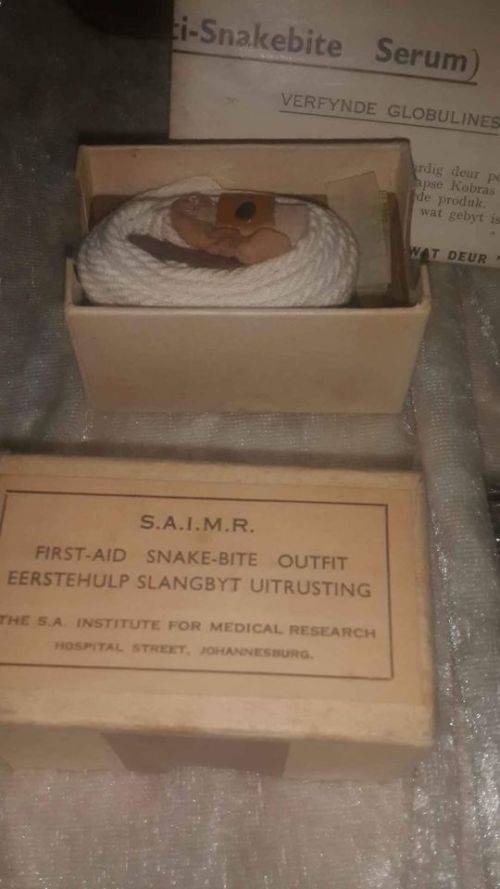 ti-Snakebite Serum)
VERFYNDE GLOBULINES
rdig deur
apse Kobras
de produk.
wat gebyt is
WAT DEUR
S.A.I.M.R.
FIRST-AID SNAKE-BITE OUTFIT
EERSTEHULP SLANGBYT UITRUSTING
THE S.A. INSTITUTE FOR MEDICAL RESEARCH
HOSPITAL STREET, JOHANNESBURG.